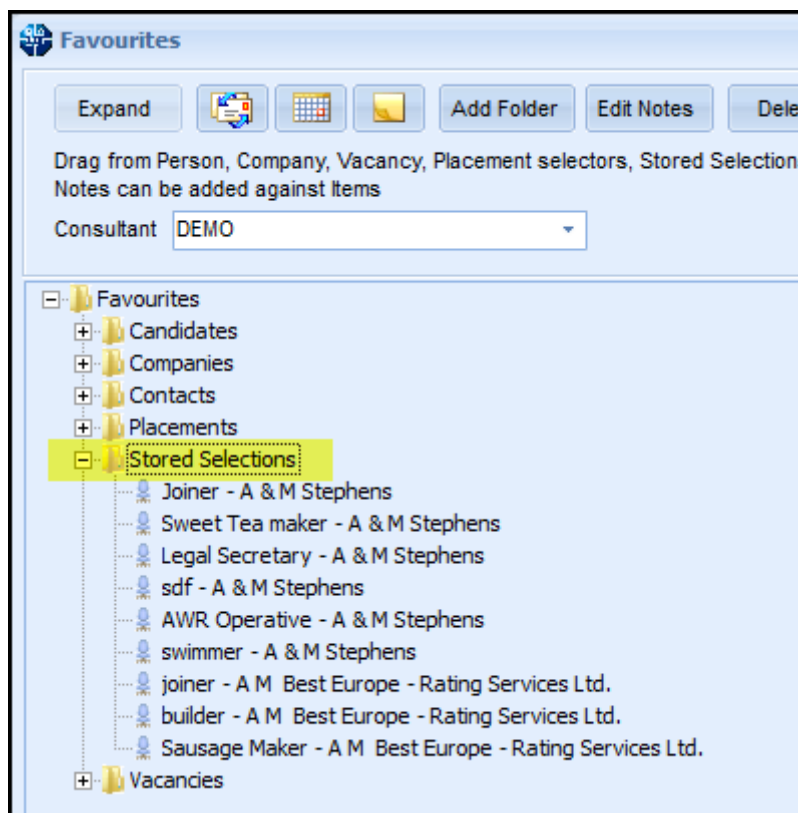 Favourites
Expand Add Folder Edit Notes Dele
Drag from Person, Company, Vacancy, Placement selectors, Stored Selection
Notes can be added against Items
Consultant DEMO
Favourites
Candidates
Companies
Contacts
Placements
Stored Selections
Joiner - A & M Stephens
Sweet Tea maker - A & M Stephens
Legal Secretary - A & M Stephens
sdf - A & M Stephens
AWR Operative - A & M Stephens
swimmer - A & M Stephens
joiner - A M Best Europe - Rating Services Ltd.
builder - A M Best Europe - Rating Services Ltd.
Sausage Maker - A M Best Europe - Rating Services Ltd.
Vacancies